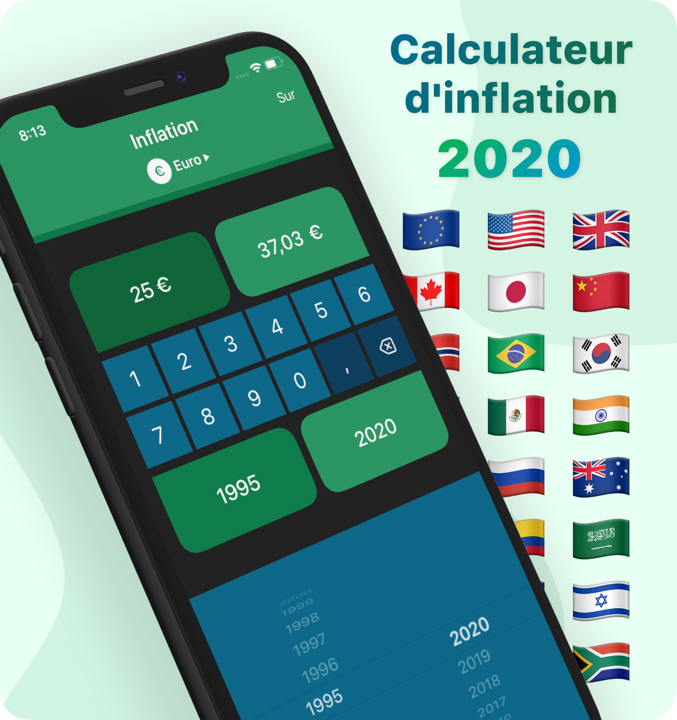 Calculateur
d'inflation
2020
8:13
Inflation
Sur
€ Euro
25 €
37,03 €
1 2 3 4 5 6
7 8 9 0 ,
1995
2020
1999
1998
1997
1996
1995
2020
2019
2018
2017